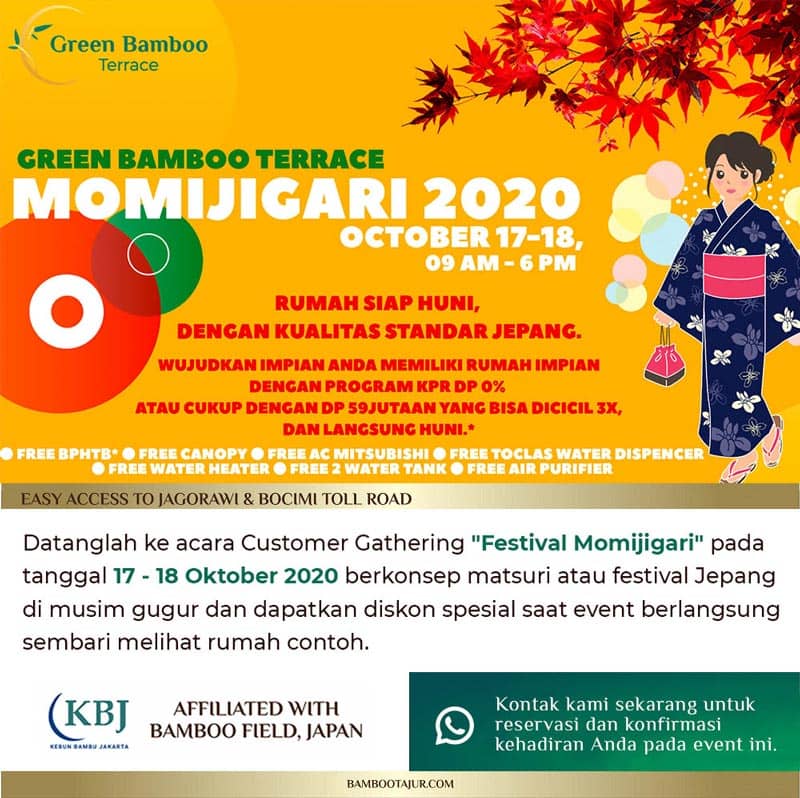 Green Bamboo
Terrace
GREEN BAMBOO TERRACE
MOMIJIGARI 2020
OCTOBER 17-18,
09 AM - 6 PM
RUMAH SIAP HUNI,
DENGAN KUALITAS STANDAR JEPANG.
WUJUDKAN IMPIAN ANDA MEMILIKI RUMAH IMPIAN
DENGAN PROGRAM KPR DP 0%
ATAU CUKUP DENGAN DP 59JUTAAN YANG BISA DICICIL 3X,
DAN LANGSUNG HUNI.*
● FREE BPHTB* ● FREE CANOPY ● FREE AC MITSUBISHI ● FREE TOCLAS WATER DISPENCER
● FREE WATER HEATER ● FREE 2 WATER TANK ● FREE AIR PURIFIER
EASY ACCESS TO JAGORAWI & BOCIMI TOLL ROAD
Datanglah ke acara Customer Gathering "Festival Momijigari" pada
tanggal 17 - 18 Oktober 2020 berkonsep matsuri atau festival Jepang
di musim gugur dan dapatkan diskon spesial saat event berlangsung
sembari melihat rumah contoh.
KBJ
KEBUN BAMBU JAKARTA
AFFILIATED WITH
BAMBOO FIELD, JAPAN
Kontak kami sekarang untuk
reservasi dan konfirmasi
kehadiran Anda pada event ini.
BAMBOOTAJUR.COM